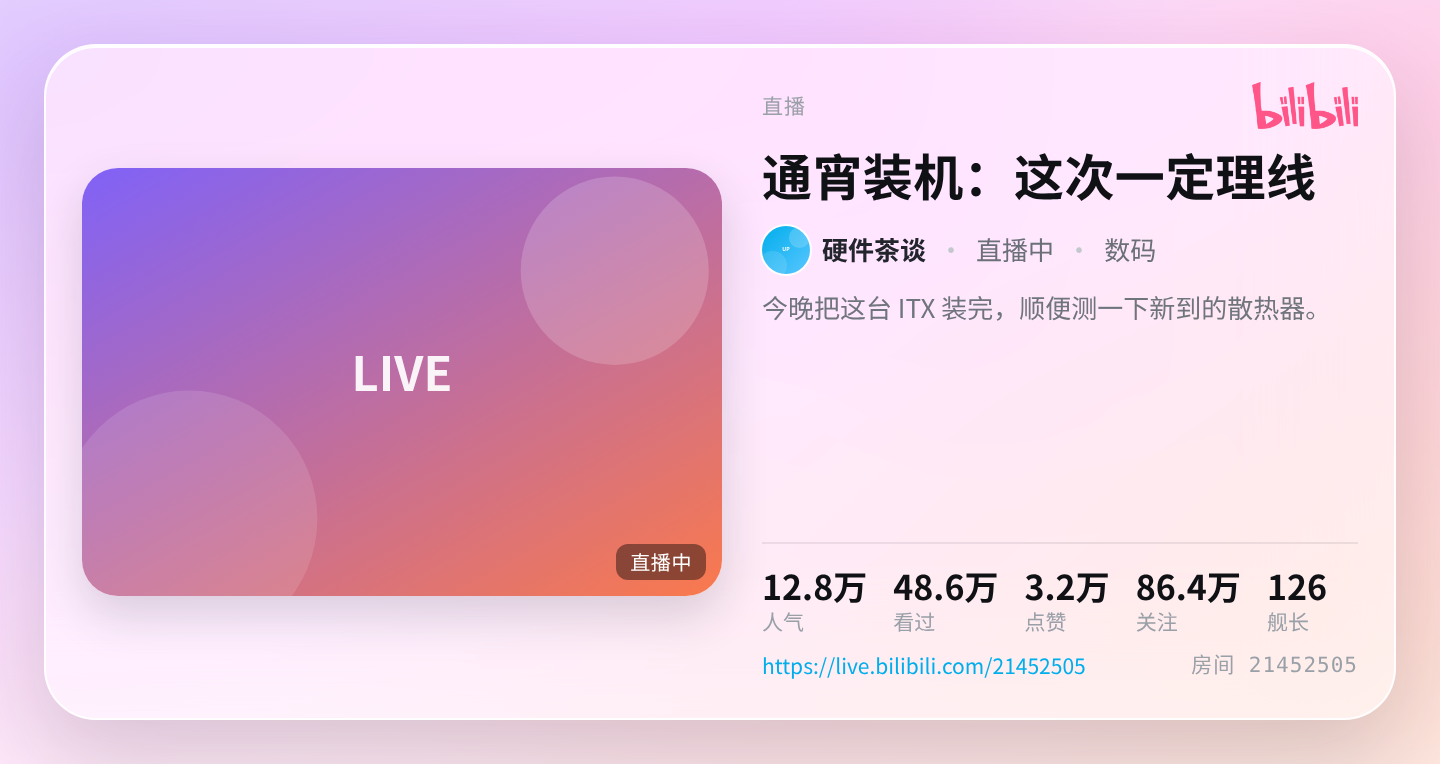 直播
bilibili
通宵装机：这次一定理线
UP
硬件茶谈 • 直播中 • 数码
今晚把这台 ITX 装完，顺便测一下新到的散热器。
LIVE
直播中
12.8万 48.6万 3.2万 86.4万 126
人气 看过 点赞 关注 舰长
https://live.bilibili.com/21452505 房间 21452505